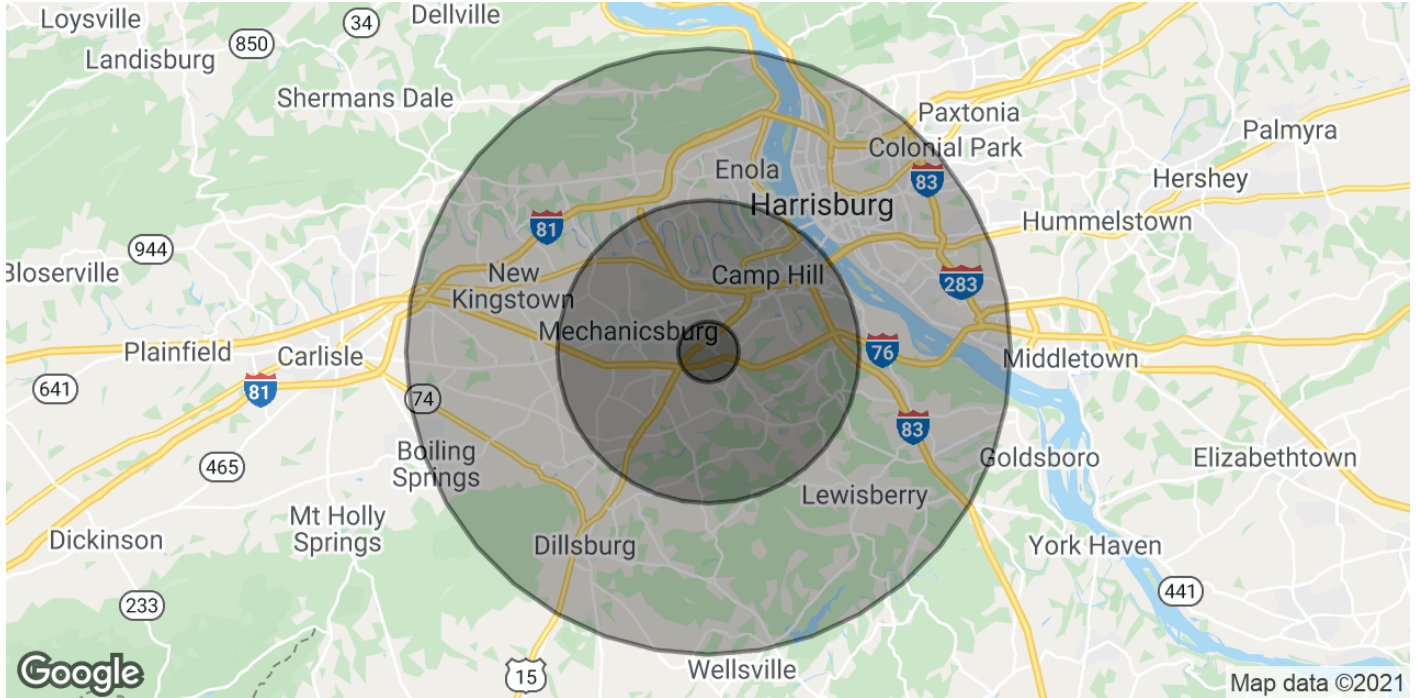 Loysville
Dellville
34
850
Landisburg
Shermans Dale
Paxtonia
Palmyra
Colonial Park
Enola
83
Hershey
Harrisburg
Hummelstown
81
944
Bloserville
New
Kingstown
Camp Hill
283
Mechanicsburg
76
Plainfield
Carlisle
Middletown
641
81
74
83
Boiling
Springs
465
Goldsboro
Elizabethtown
Lewisberry
Mt Holly
Springs
Dickinson
Dillsburg
York Haven
233
441
Wellsville
15
Google
Map data ©2021